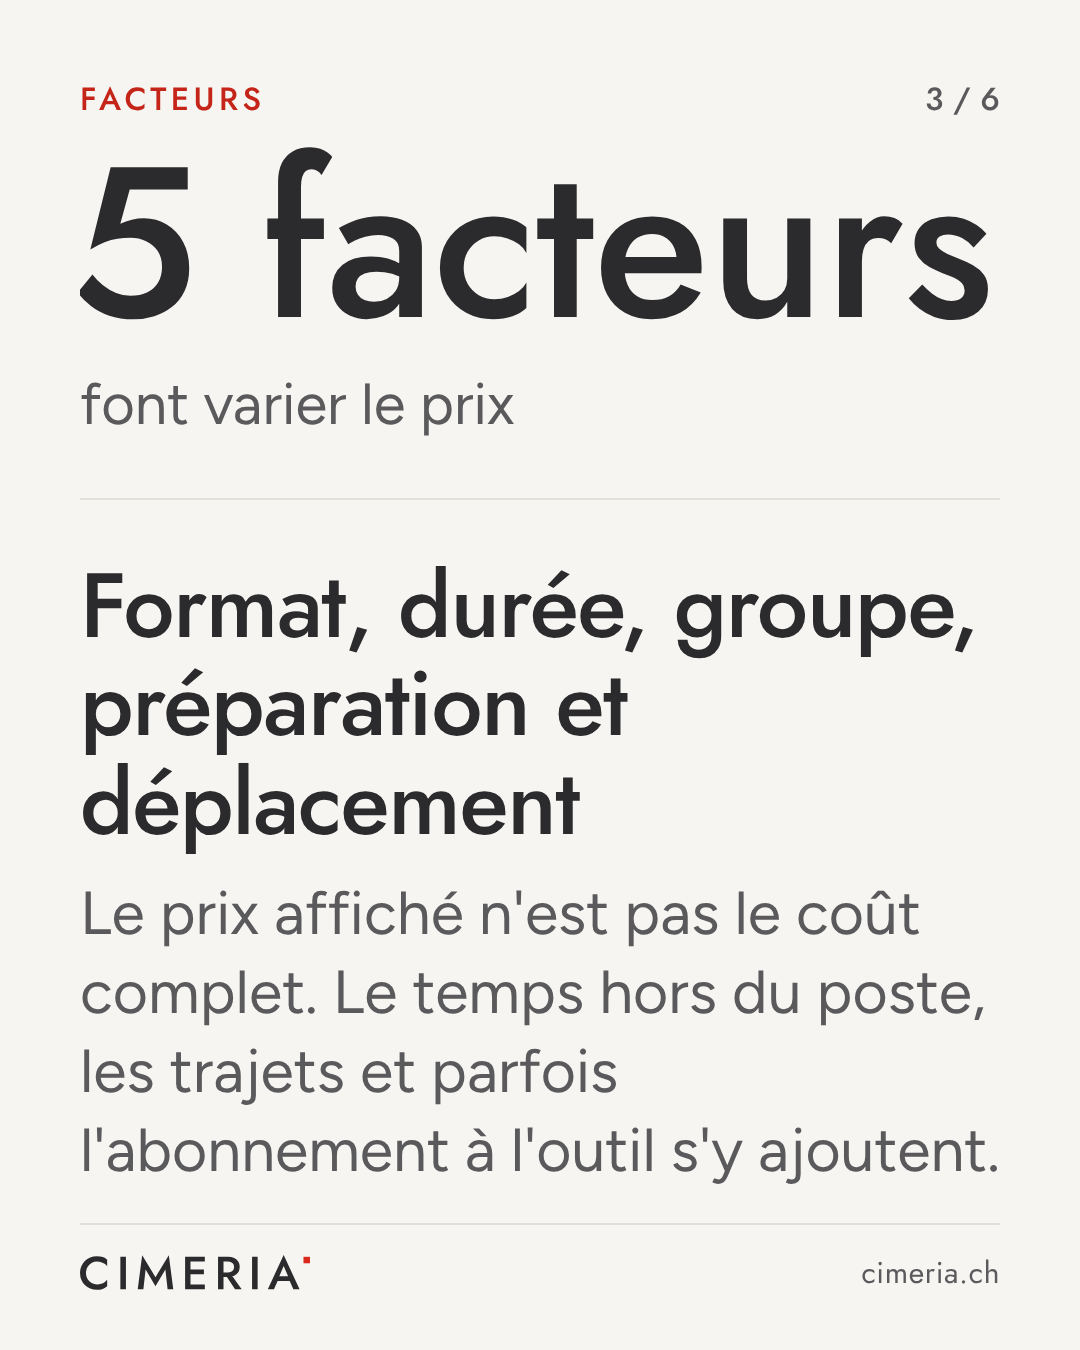 FACTEURS
3 / 6
5 facteurs
font varier le prix
Format, durée, groupe,
préparation et
déplacement
Le prix affiché n'est pas le coût
complet. Le temps hors du poste,
les trajets et parfois
l'abonnement à l'outil s'y ajoutent.
CIMERIA
cimeria.ch